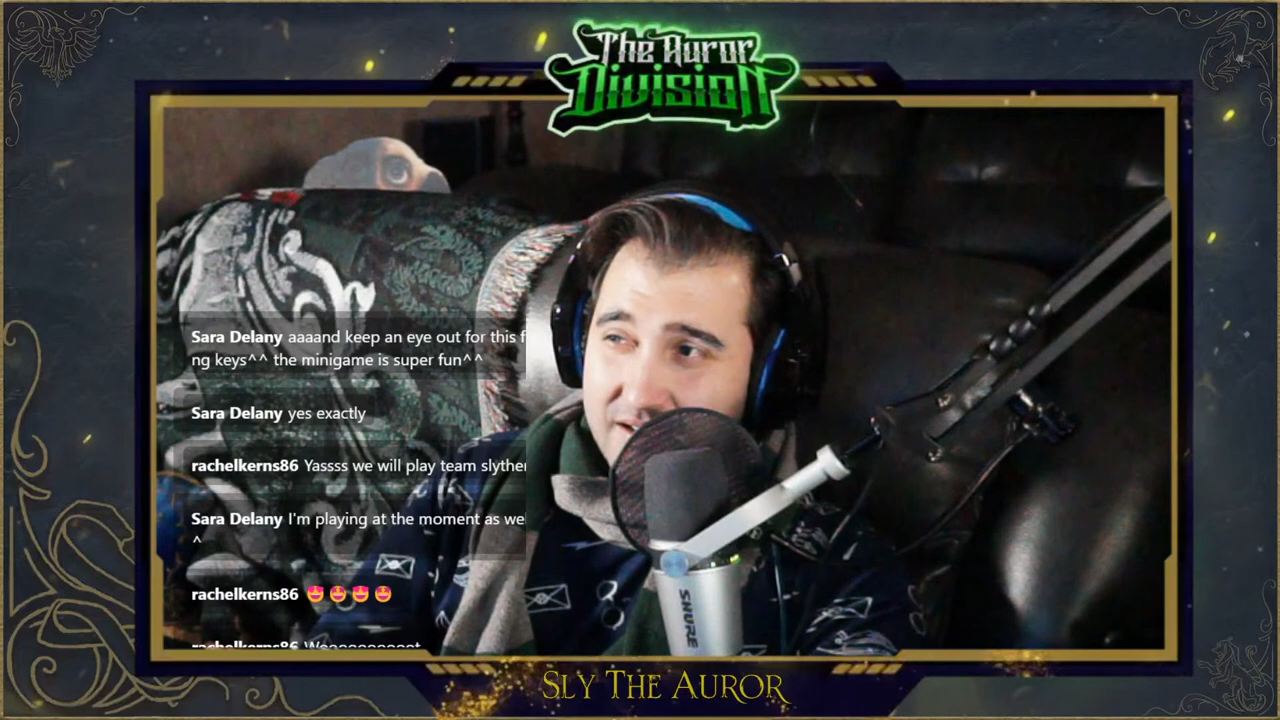 The Auror
Division
Sara Delany aaaand keep an eye out for this f
ng keys^^ the minigame is super fun^^
Sara Delany yes exactly
rachelkerns86 Yassss we will play team slyther
Sara Delany I'm playing at the moment as we
^
rachelkerns86 🤩🤩🤩🤩
rachelkerns86
SHURE
SLY THE AUROR